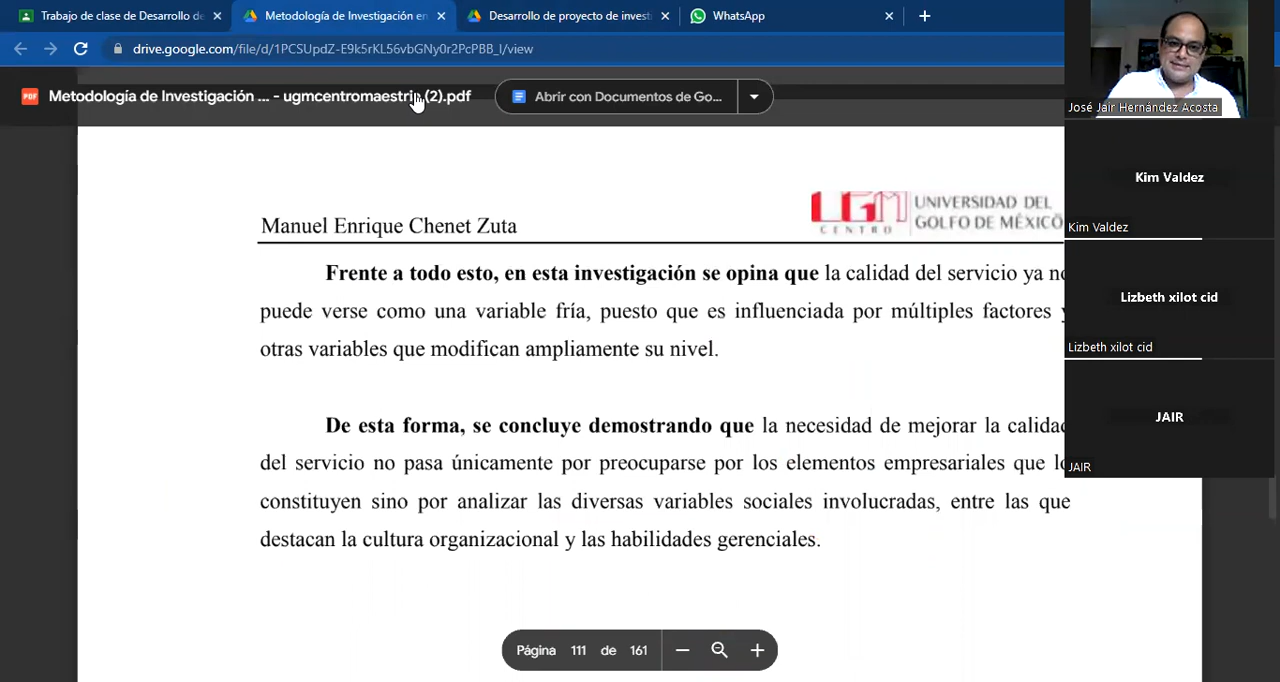 Trabajo de clase de Desarrollo de
Metodología de Investigación en
Desarrollo de proyecto de invest
WhatsApp
drive.google.com/file/d/1PCSUpdZ-E9k5rKL56vbGNy0r2PcPBB_l/view
PDF
Metodología de Investigación ... - ugmcentromaestria (2).pdf
Abrir con Documentos de Go...
José Jair Hernández Acosta
Kim Valdez
Kim Valdez
Lizbeth xilot cid
Lizbeth xilot cid
JAIR
JAIR
Manuel Enrique Chenet Zuta
UGM
CENTRO
UNIVERSIDAD DEL
GOLFO DE MÉXICO
Frente a todo esto, en esta investigación se opina que la calidad del servicio ya no
puede verse como una variable fría, puesto que es influenciada por múltiples factores y
otras variables que modifican ampliamente su nivel.
De esta forma, se concluye demostrando que la necesidad de mejorar la calidad
del servicio no pasa únicamente por preocuparse por los elementos empresariales que lo
constituyen sino por analizar las diversas variables sociales involucradas, entre las que
destacan la cultura organizacional y las habilidades gerenciales.
Página 111 de 161